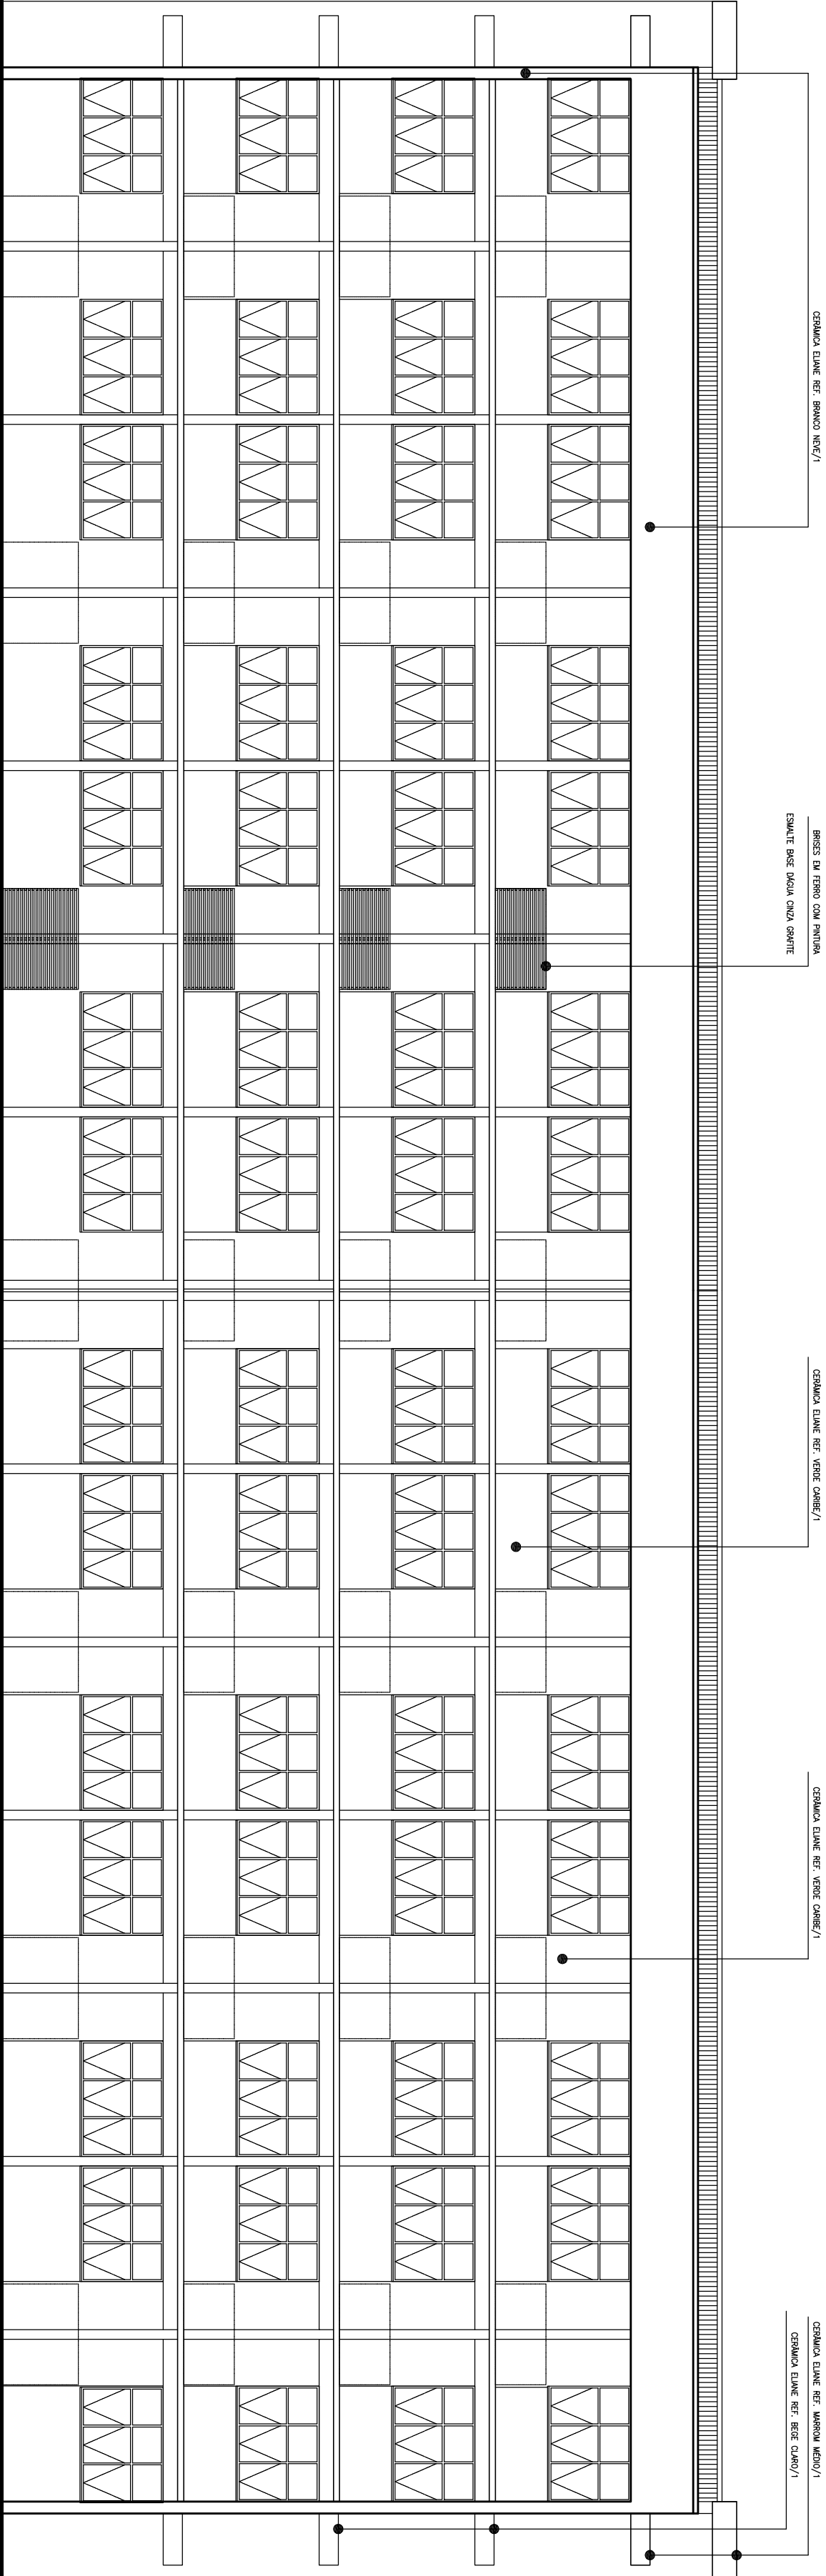 CERÂMICA ELIANE REF. BRANCO NEVE/1
BRISES EM FERRO COM PINTURA
ESMALTE BASE DÁGUA CINZA GRAFITE
CERÂMICA ELIANE REF. VERDE CARIBE/1
CERÂMICA ELIANE REF. VERDE CARIBE/1
CERÂMICA ELIANE REF. MARROM MÉDIO/1
CERÂMICA ELIANE REF. BEGE CLARO/1